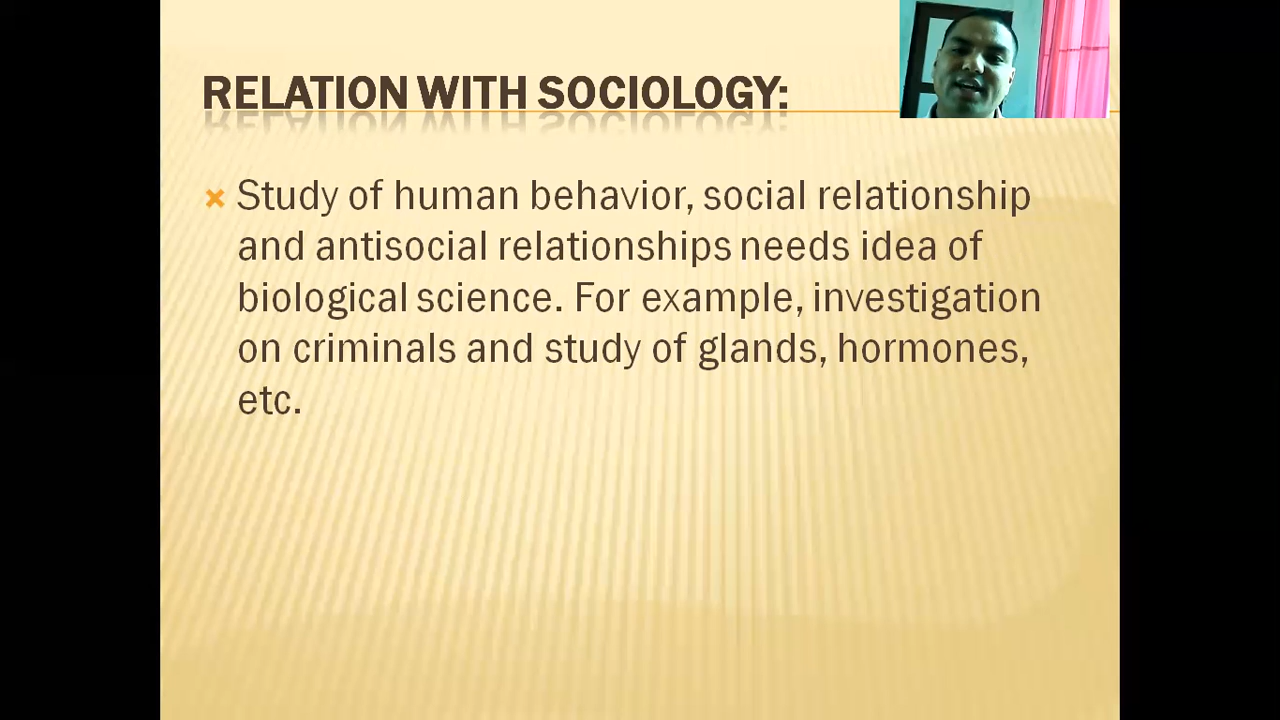 RELATION WITH SOCIOLOGY:
Study of human behavior, social relationship
and antisocial relationships needs idea of
biological science. For example, investigation
on criminals and study of glands, hormones,
etc.